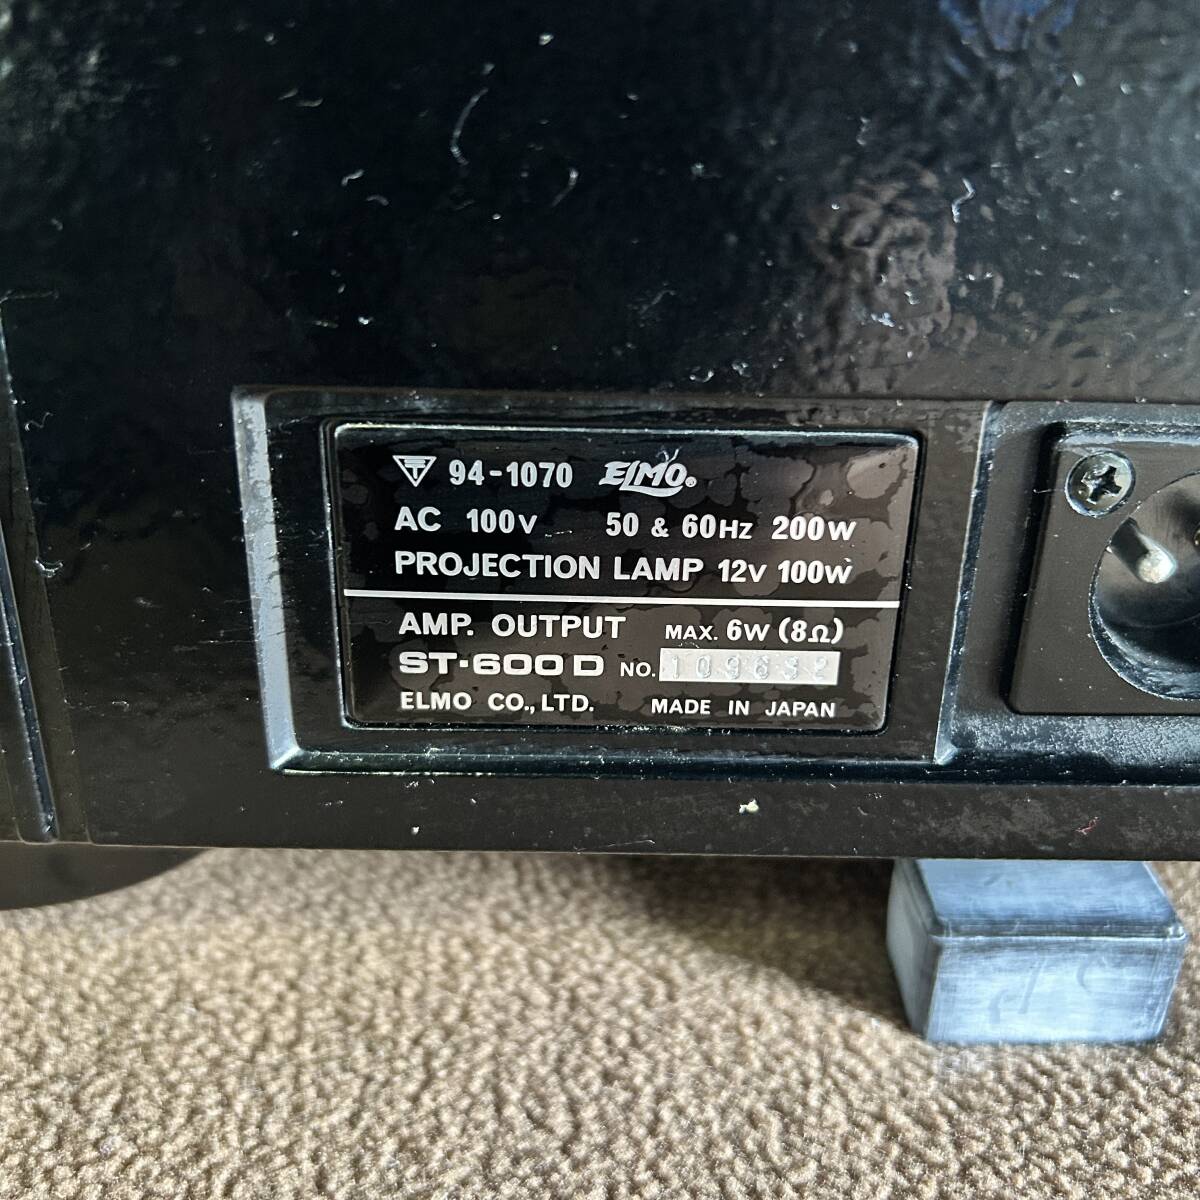 94-1070 ELMO®
AC 100V 50 & 60Hz 200W
PROJECTION LAMP 12V 100W
AMP. OUTPUT MAX. 6W (8Ω)
ST-600D NO. 109632
ELMO CO., LTD. MADE IN JAPAN